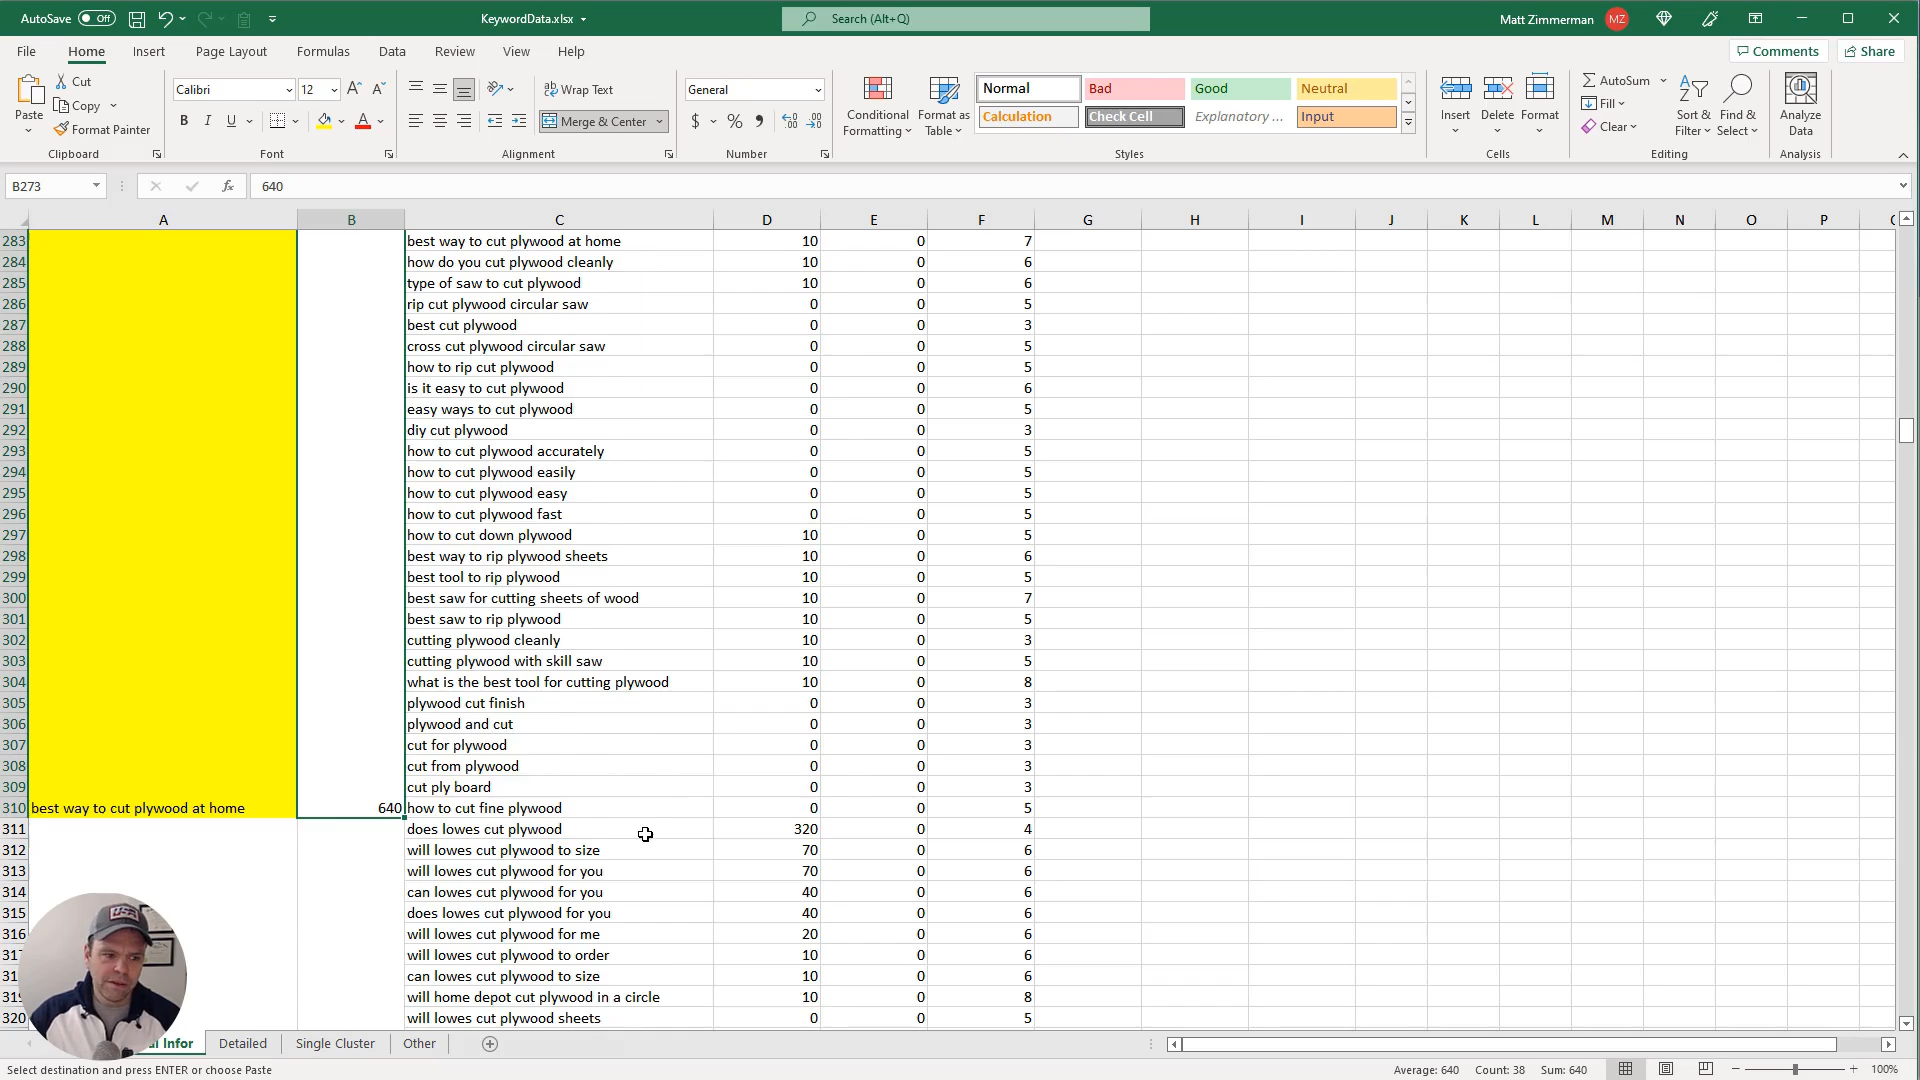 AutoSave Off KeywordData.xlsx Search (Alt+Q) Matt Zimmerman MZ
File Home Insert Page Layout Formulas Data Review View Help Comments Share
Paste Cut Copy Format Painter Clipboard
Calibri 12 B I U A Font
Wrap Text Merge & Center Alignment
General $ % Number
Conditional Formatting Format as Table
Normal Bad Good Neutral
Calculation Check Cell Explanatory ... Input
Styles
Insert Delete Format Cells
AutoSum Fill Clear Sort & Filter Find & Select Editing
Analyze Data Analysis
B273 fx 640
A B C D E F G H I J K L M N O P
283 best way to cut plywood at home 10 0 7
284 how do you cut plywood cleanly 10 0 6
285 type of saw to cut plywood 10 0 6
286 rip cut plywood circular saw 0 0 5
287 best cut plywood 0 0 3
288 cross cut plywood circular saw 0 0 5
289 how to rip cut plywood 0 0 5
290 is it easy to cut plywood 0 0 6
291 easy ways to cut plywood 0 0 5
292 diy cut plywood 0 0 3
293 how to cut plywood accurately 0 0 5
294 how to cut plywood easily 0 0 5
295 how to cut plywood easy 0 0 5
296 how to cut plywood fast 0 0 5
297 how to cut down plywood 10 0 5
298 best way to rip plywood sheets 10 0 6
299 best tool to rip plywood 10 0 5
300 best saw for cutting sheets of wood 10 0 7
301 best saw to rip plywood 10 0 5
302 cutting plywood cleanly 10 0 3
303 cutting plywood with skill saw 10 0 5
304 what is the best tool for cutting plywood 10 0 8
305 plywood cut finish 0 0 3
306 plywood and cut 0 0 3
307 cut for plywood 0 0 3
308 cut from plywood 0 0 3
309 cut ply board 0 0 3
310 best way to cut plywood at home 640 how to cut fine plywood 0 0 5
311 does lowes cut plywood 320 0 4
312 will lowes cut plywood to size 70 0 6
313 will lowes cut plywood for you 70 0 6
314 can lowes cut plywood for you 40 0 6
315 does lowes cut plywood for you 40 0 6
316 will lowes cut plywood for me 20 0 6
317 will lowes cut plywood to order 10 0 6
31 can lowes cut plywood to size 10 0 6
319 will home depot cut plywood in a circle 10 0 8
320 will lowes cut plywood sheets 0 0 5
Infor Detailed Single Cluster Other
Select destination and press ENTER or choose Paste Average: 640 Count: 38 Sum: 640 100%